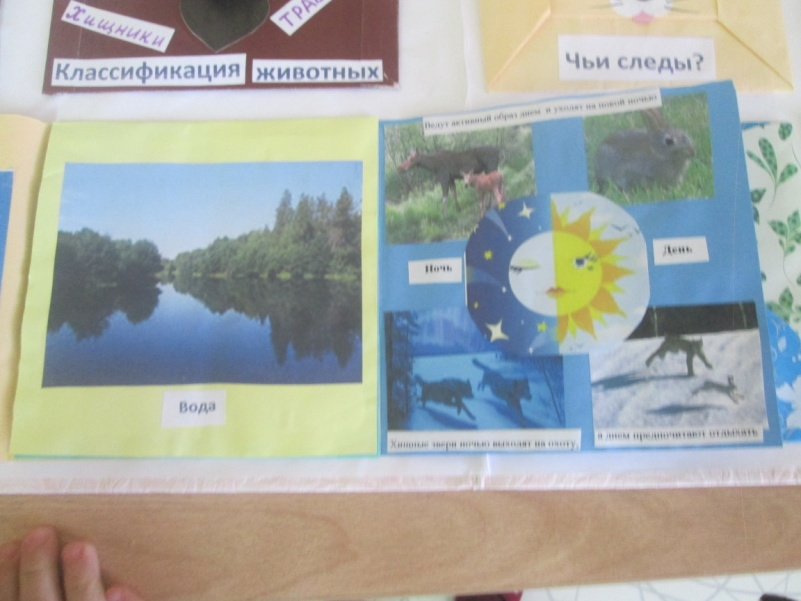 Хищники
ТРА
Классификация животных
Чьи следы?
Ведут активный образ днем и уходят на покой ночью
Ночь
День
Вода
Хищные звери ночью выходят на охоту,
а днем предпочитают отдыхать